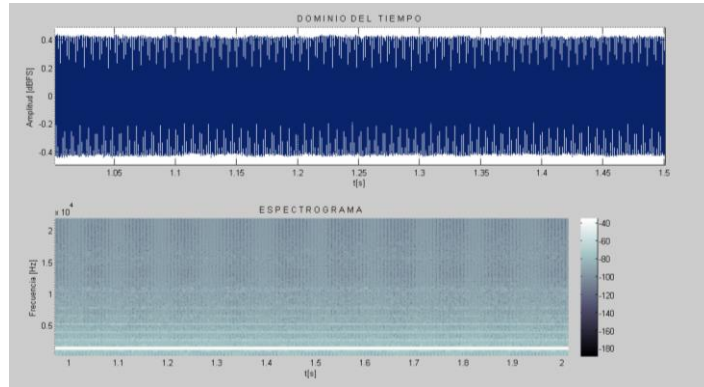 DOMINIO DEL TIEMPO
Amplitud [dBFS]
0.4
0.2
0
-0.2
-0.4
1.05 1.1 1.15 1.2 1.25 1.3 1.35 1.4 1.45 1.5
t[s]
ESPECTROGRAMA
x 10^4
Frecuencia [Hz]
2
1.5
1
0.5
1 1.1 1.2 1.3 1.4 1.5 1.6 1.7 1.8 1.9 2
t[s]
-40
-60
-80
-100
-120
-140
-160
-180